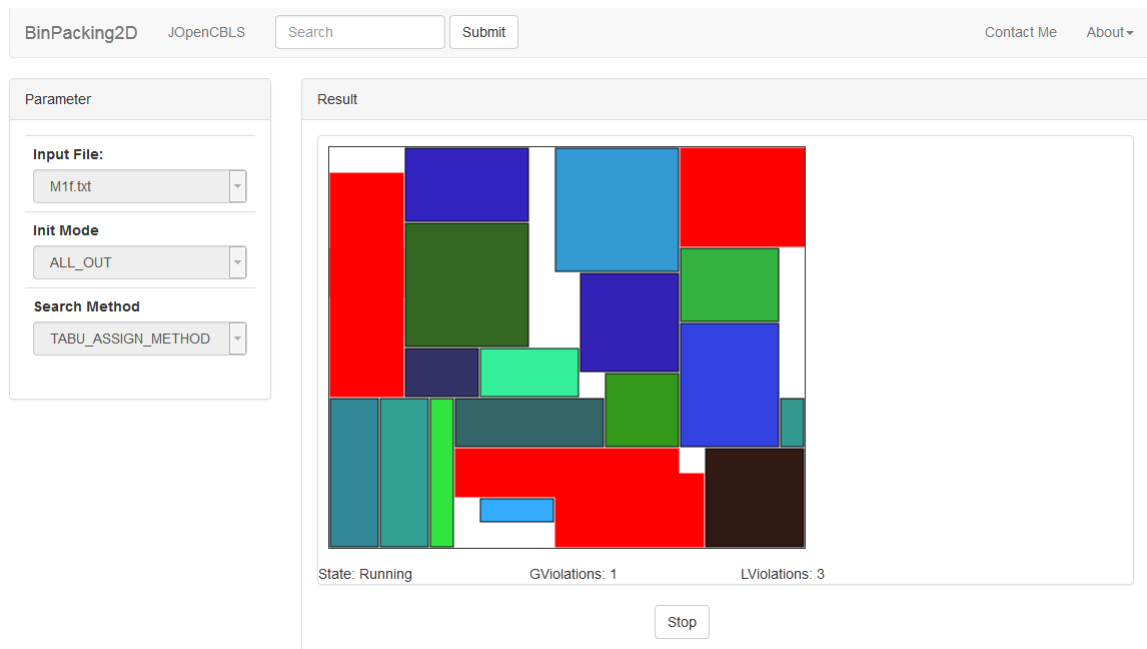 BinPacking2D JOpenCBLS Search Submit Contact Me About
Parameter
Input File:
M1f.txt
Init Mode
ALL_OUT
Search Method
TABU_ASSIGN_METHOD
Result
State: Running GViolations: 1 LViolations: 3
Stop